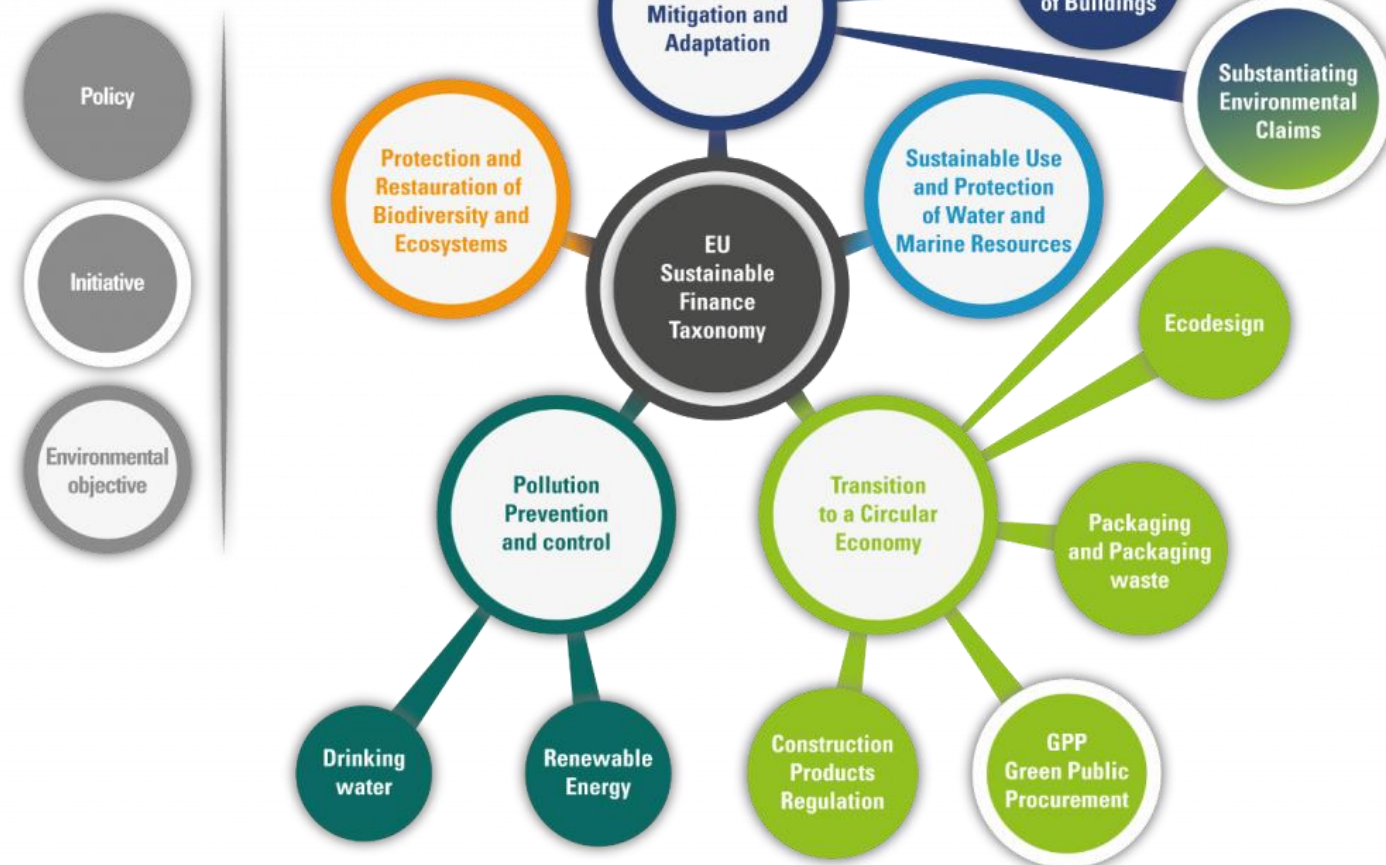 Policy
Initiative
Environmental
objective
Mitigation and
Adaptation
of Buildings
Substantiating
Environmental
Claims
Protection and
Restauration of
Biodiversity and
Ecosystems
Sustainable Use
and Protection
of Water and
Marine Resources
EU
Sustainable
Finance
Taxonomy
Ecodesign
Pollution
Prevention
and control
Transition
to a Circular
Economy
Packaging
and Packaging
waste
Drinking
water
Renewable
Energy
Construction
Products
Regulation
GPP
Green Public
Procurement